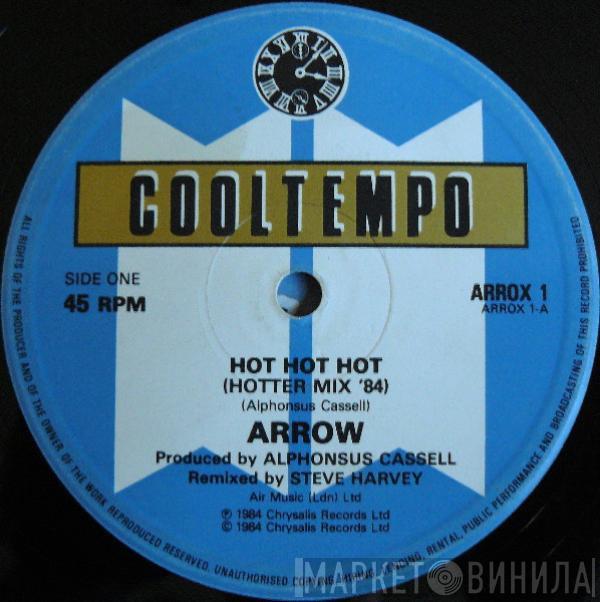 COOLTEMPO
SIDE ONE
45 RPM
ARROX 1
ARROX 1-A
HOT HOT HOT
(HOTTER MIX '84)
(Alphonsus Cassell)
ARROW
Produced by ALPHONSUS CASSELL
Remixed by STEVE HARVEY
Air Music (Ldn) Ltd
℗ 1984 Chrysalis Records Ltd
© 1984 Chrysalis Records Ltd
ALL RIGHTS OF THE PRODUCER AND OF THE OWNER OF THE WORK REPRODUCED RESERVED. UNAUTHORISED COPYING, HIRING, LENDING, RENTAL, PUBLIC PERFORMANCE AND BROADCASTING OF THIS RECORD PROHIBITED
МАРКЕТ ВИНИЛА